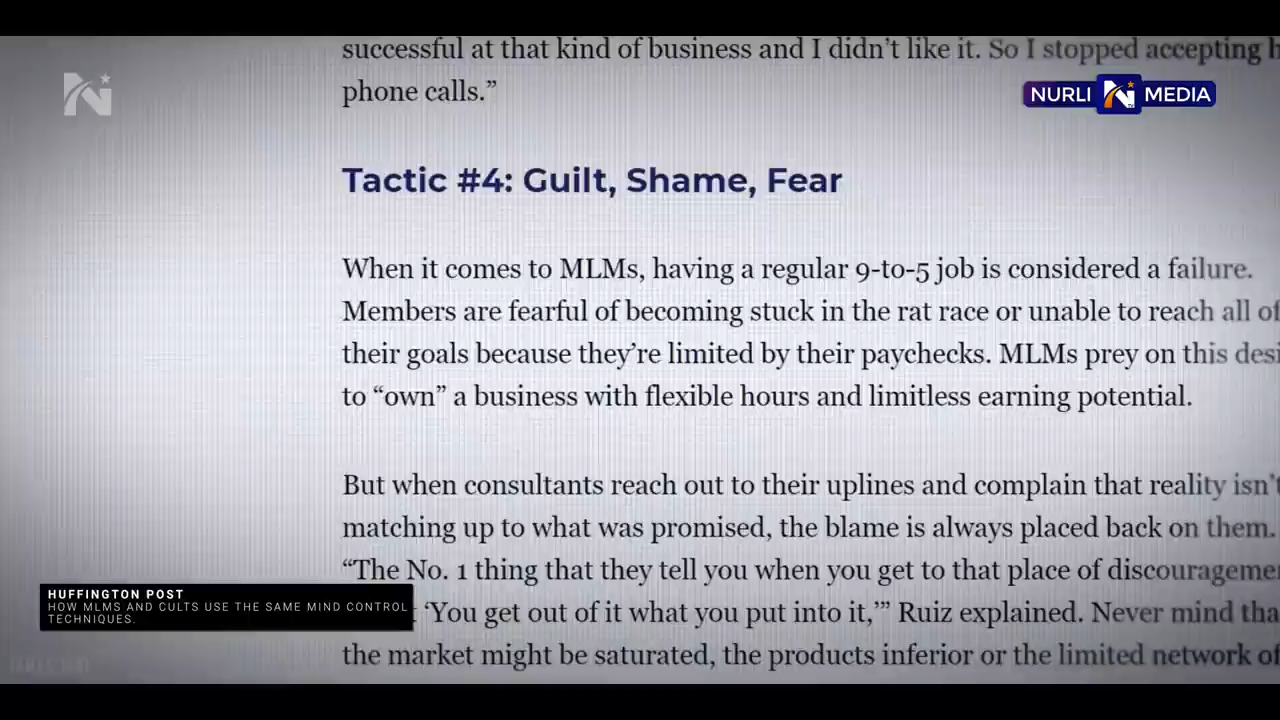 successful at that kind of business and I didn’t like it. So I stopped accepting
phone calls.”
NURLI MEDIA
Tactic #4: Guilt, Shame, Fear
When it comes to MLMs, having a regular 9-to-5 job is considered a failure.
Members are fearful of becoming stuck in the rat race or unable to reach all
their goals because they’re limited by their paychecks. MLMs prey on this
to “own” a business with flexible hours and limitless earning potential.
But when consultants reach out to their uplines and complain that reality isn’t
matching up to what was promised, the blame is always placed back on them.
“The No. 1 thing that they tell you when you get to that place of
‘You get out of it what you put into it,’” Ruiz explained. Never mind
the market might be saturated, the products inferior or the limited network of
HUFFINGTON POST
HOW MLMS AND CULTS USE THE SAME MIND CONTROL
TECHNIQUES.